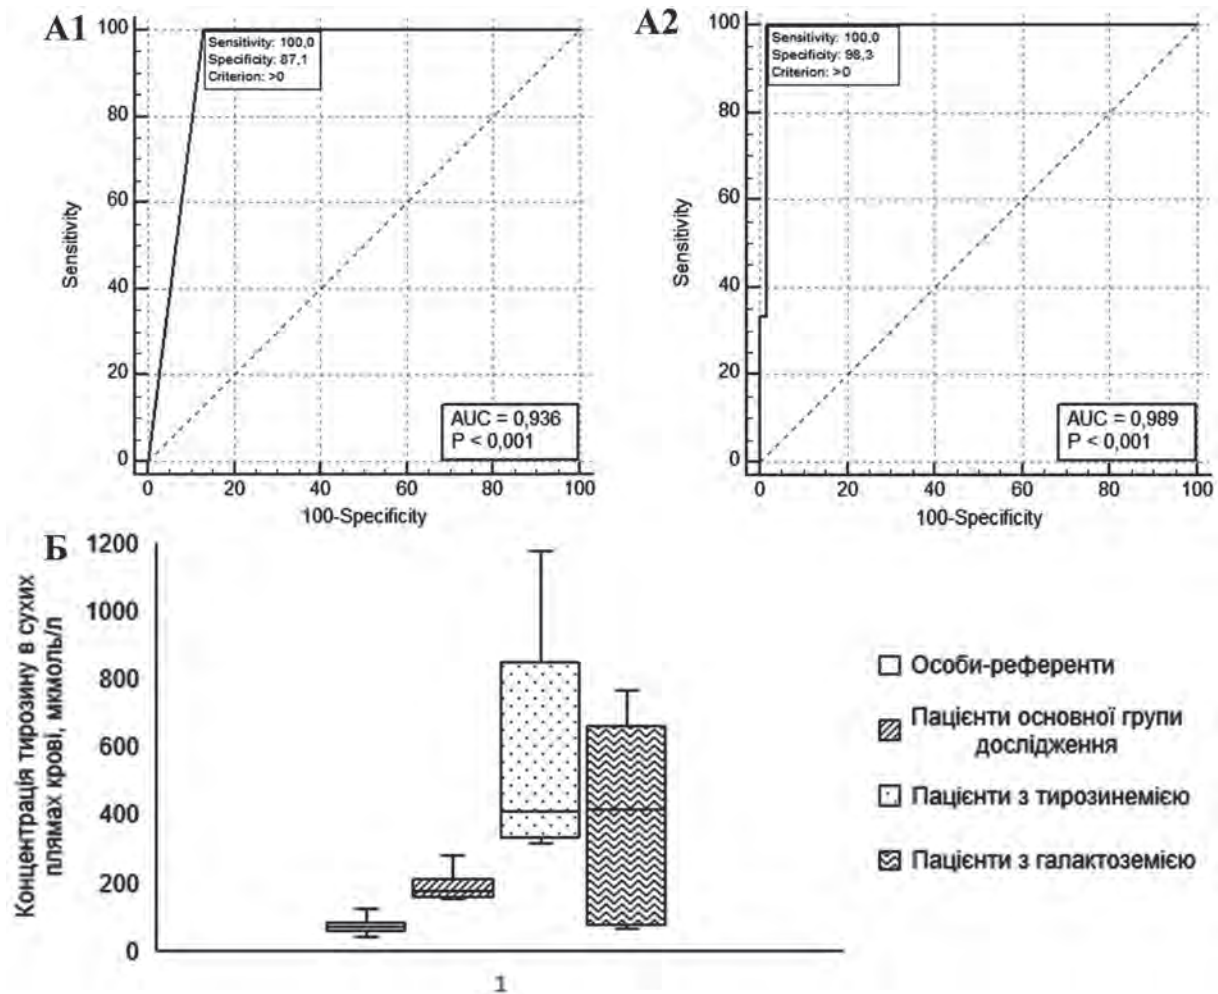 А1
Sensitivity: 100,0
Specificity: 87,1
Criterion: >0
100
80
60
40
20
0
Sensitivity
AUC = 0,936
P < 0,001
0 20 40 60 80 100
100-Specificity
А2
Sensitivity: 100,0
Specificity: 98,3
Criterion: >0
100
80
60
40
20
0
Sensitivity
AUC = 0,989
P < 0,001
0 20 40 60 80 100
100-Specificity
Б
Концентрація тирозину в сухих
плямах крові, мкмоль/л
1200
1000
800
600
400
200
0
1
Особи-референти
Пацієнти основної групи
дослідження
Пацієнти з тирозинемією
Пацієнти з галактоземією